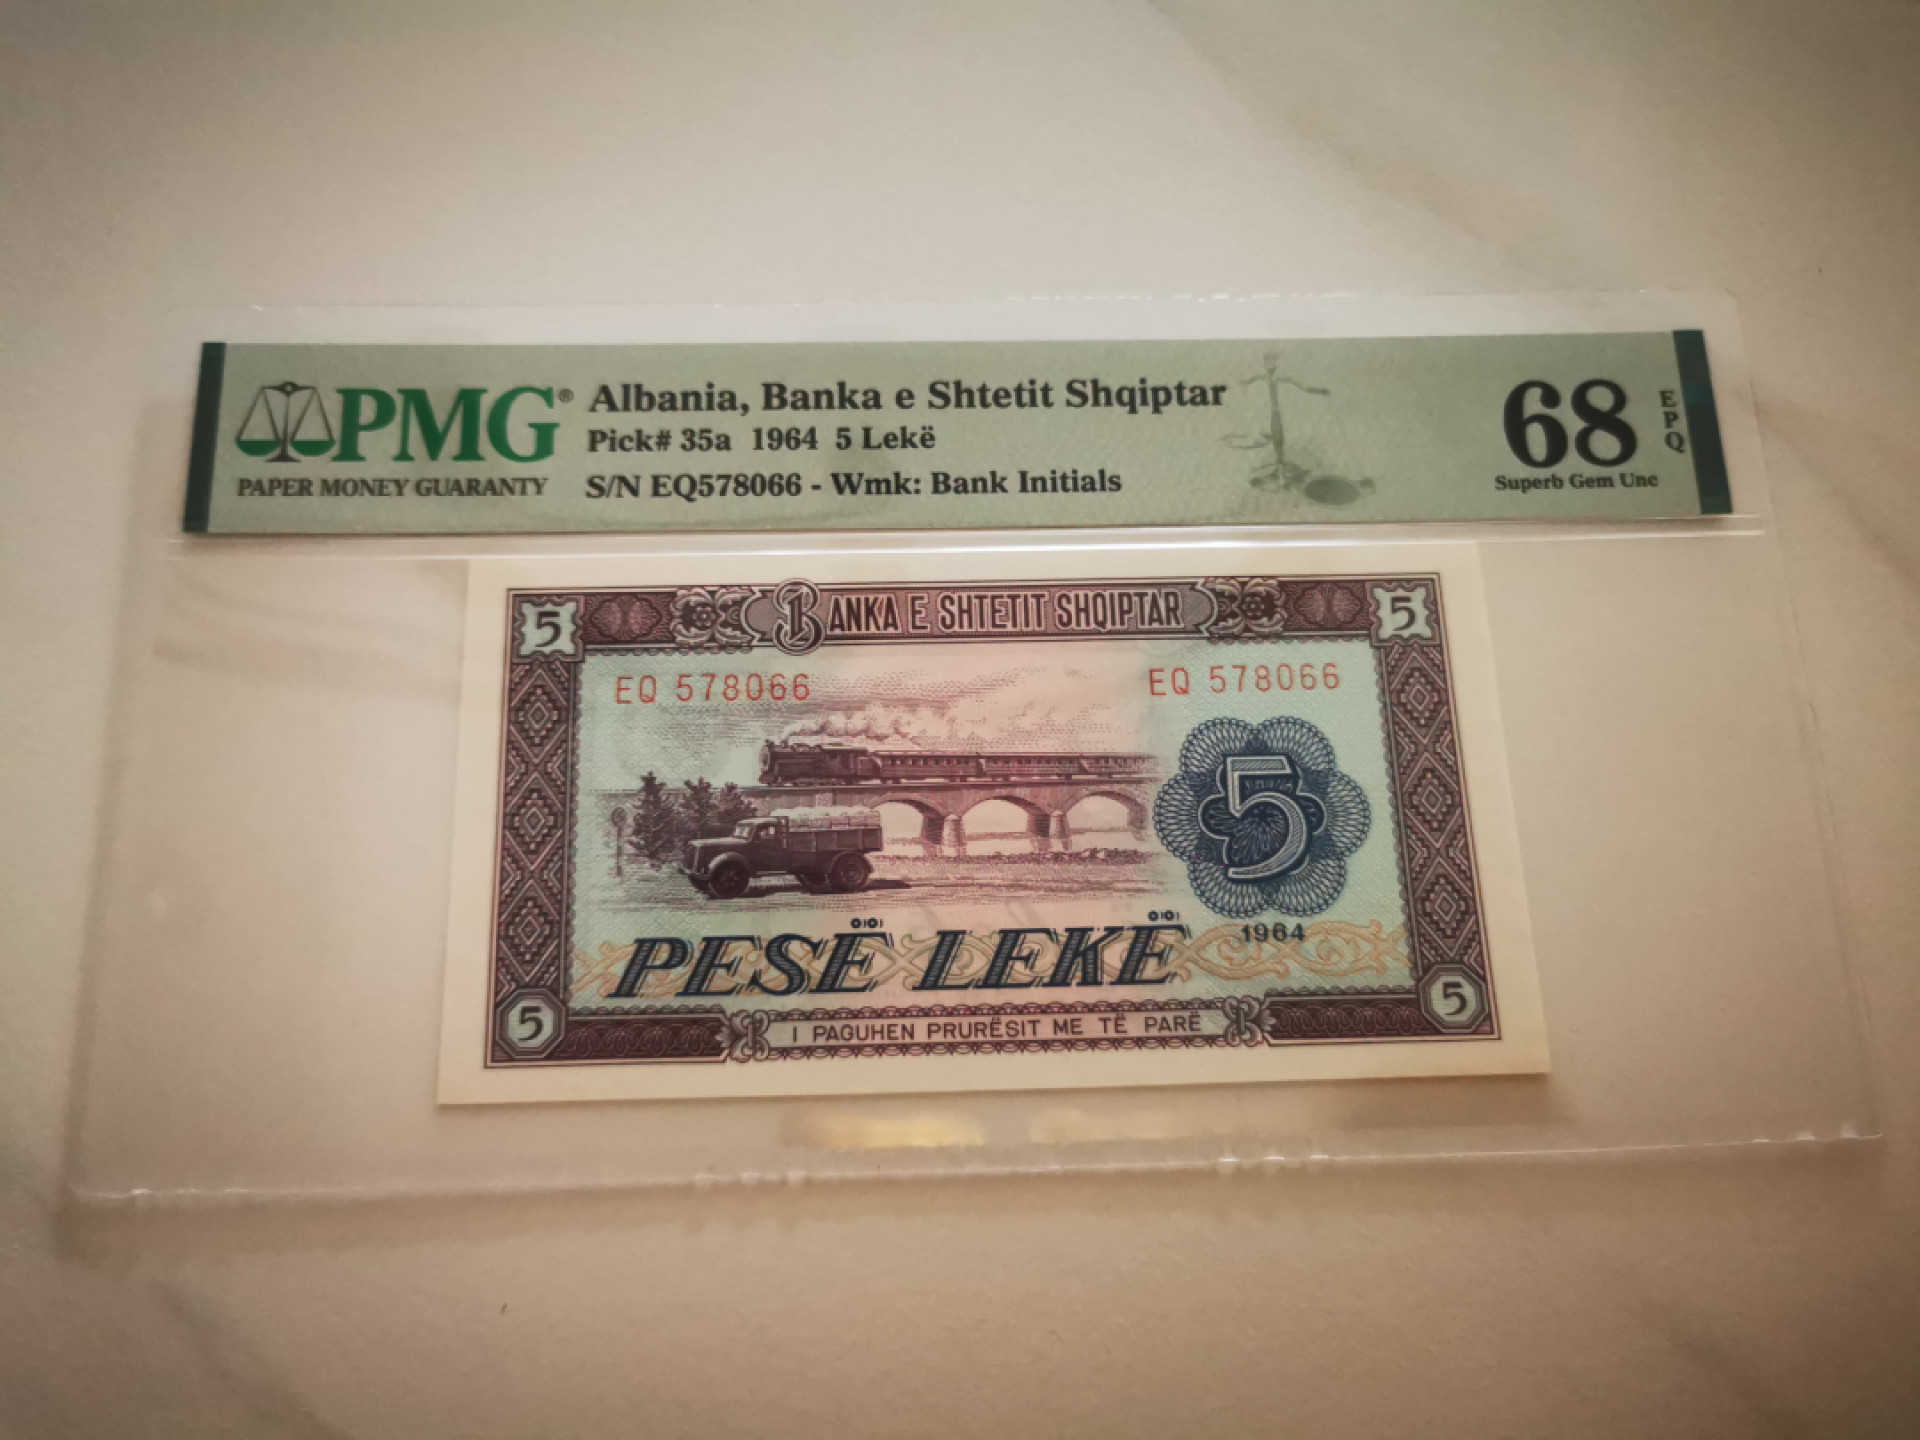 PMG®
PAPER MONEY GUARANTY
Albania, Banka e Shtetit Shqiptar
Pick# 35a 1964 5 Lekë
S/N EQ578066 - Wmk: Bank Initials
68
EPQ
Superb Gem Unc
5 BANKA E SHTETIT SHQIPTAR 5
EQ 578066 EQ 578066
5
1964
PESË LEKË
5 I PAGUHEN PRURËSIT ME TË PARË 5